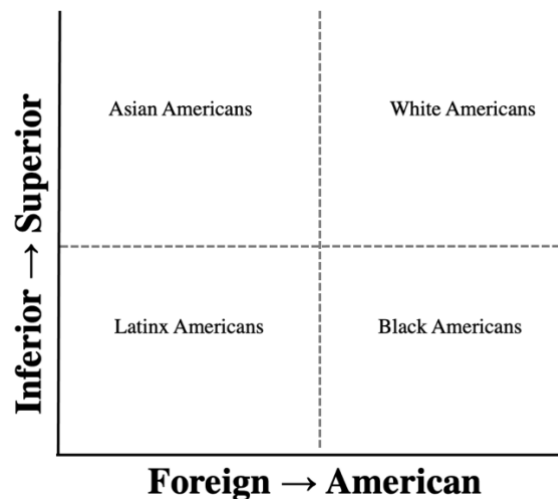 Inferior → Superior
Asian Americans
White Americans
Latinx Americans
Black Americans
Foreign → American